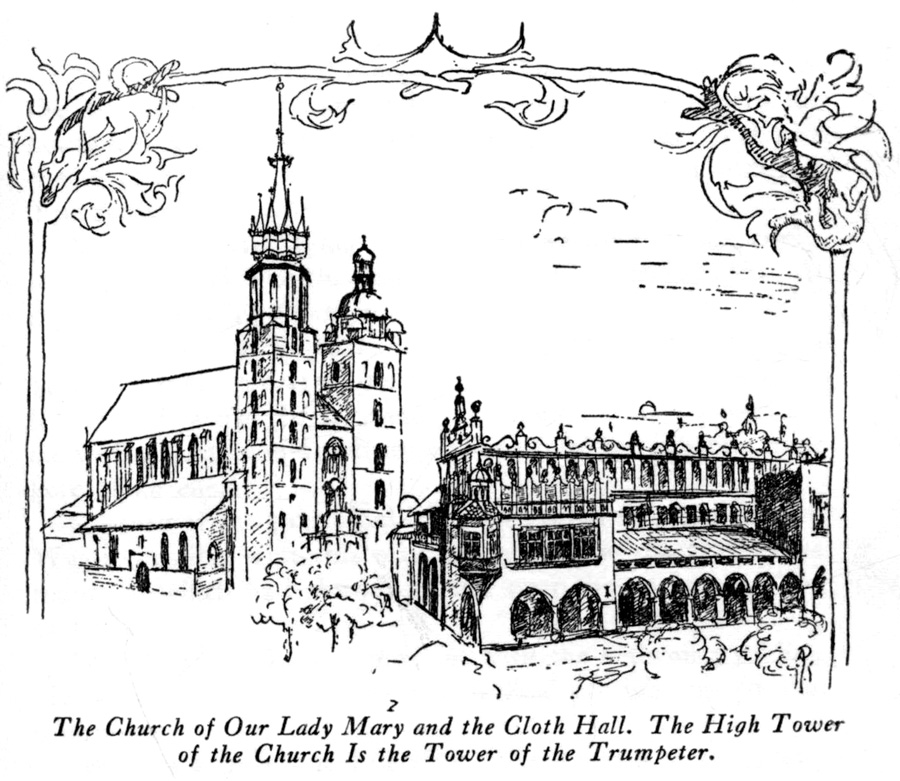 The Church of Our Lady Mary and the Cloth Hall. The High Tower
of the Church Is the Tower of the Trumpeter.